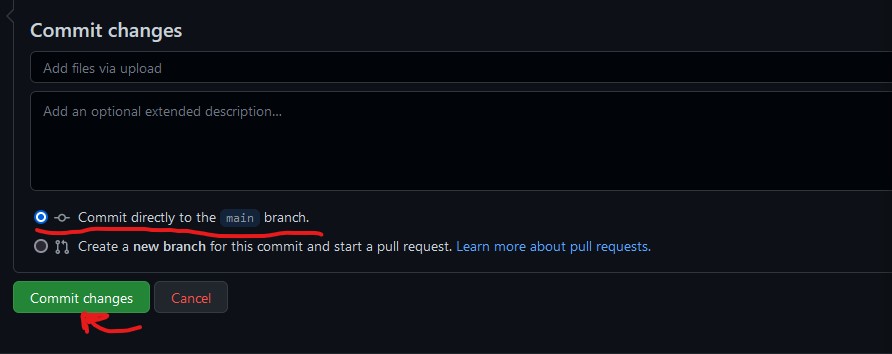 Commit changes
Add files via upload
Add an optional extended description...
Commit directly to the main branch.
Create a new branch for this commit and start a pull request. Learn more about pull requests.
Commit changes Cancel